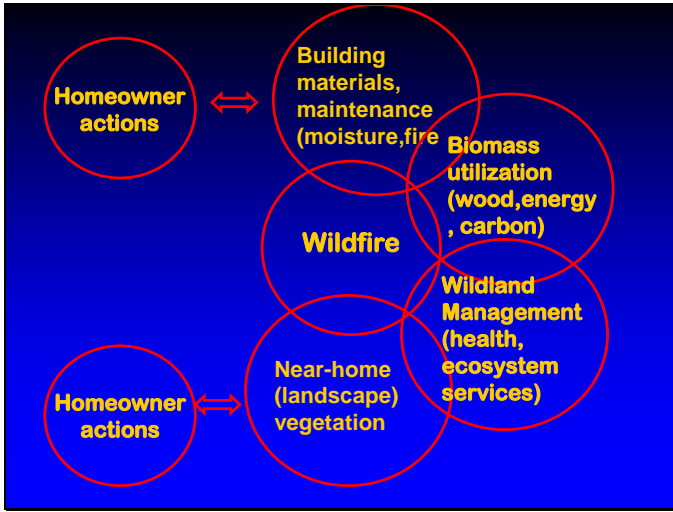 Homeowner
actions
Building
materials,
maintenance
(moisture,fire
Biomass
utilization
(wood,energy
, carbon)
Wildfire
Wildland
Management
(health,
ecosystem
services)
Near-home
(landscape)
vegetation
Homeowner
actions